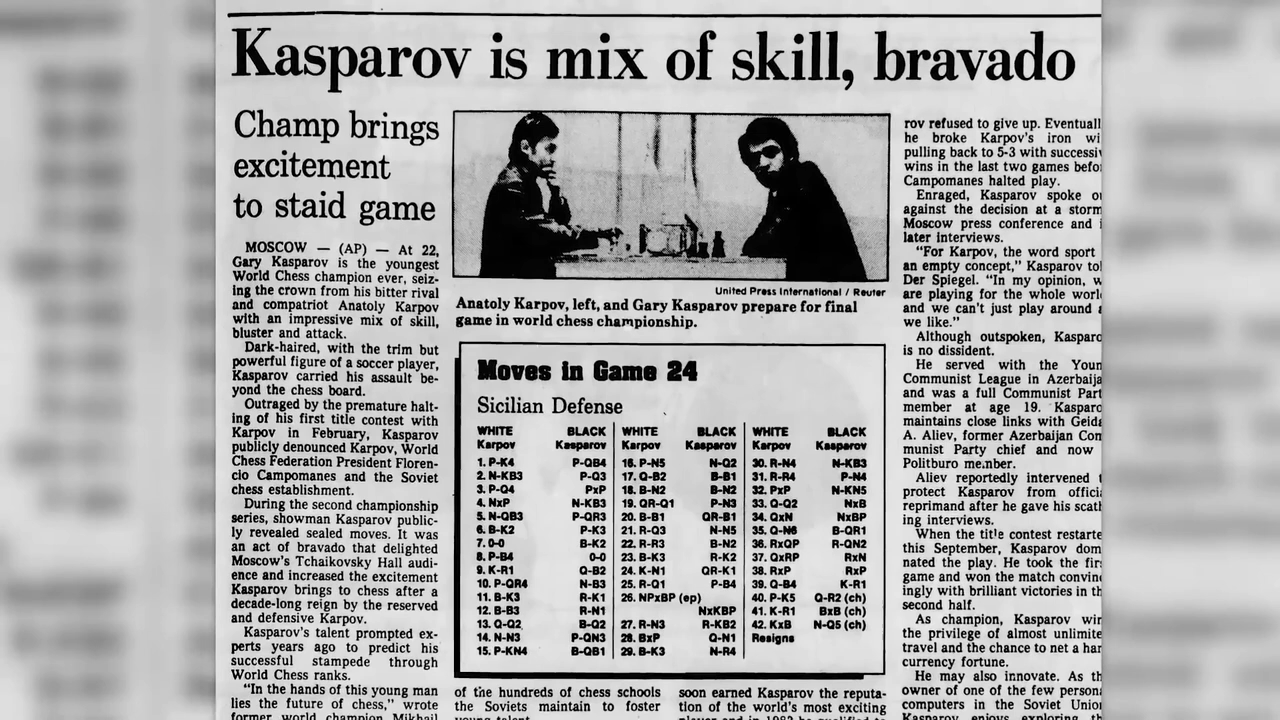 Kasparov is mix of skill, bravado
Champ brings
excitement
to staid game
MOSCOW — (AP) — At 22,
Gary Kasparov is the youngest
World Chess champion ever, seiz-
ing the crown from his bitter rival
and compatriot Anatoly Karpov
with an impressive mix of skill,
bluster and attack.
Dark-haired, with the trim but
powerful figure of a soccer player,
Kasparov carried his assault be-
yond the chess board.
Outraged by the premature halt-
ing of his first title contest with
Karpov in February, Kasparov
publicly denounced Karpov, World
Chess Federation President Floren-
cio Campomanes and the Soviet
chess establishment.
During the second championship
series, showman Kasparov public-
ly revealed sealed moves. It was
an act of bravado that delighted
Moscow's Tchaikovsky Hall audi-
ence and increased the excitement
Kasparov brings to chess after a
decade-long reign by the reserved
and defensive Karpov.
Kasparov's talent prompted ex-
perts years ago to predict his
successful stampede through
World Chess ranks.
"In the hands of this young man
lies the future of chess," wrote
former world champion Mikhail
United Press International / Reuter
Anatoly Karpov, left, and Gary Kasparov prepare for final
game in world chess championship.
Moves in Game 24
Sicilian Defense
WHITE BLACK
Karpov Kasparov
1. P-K4 P-QB4
2. N-KB3 P-Q3
3. P-Q4 PxP
4. NxP N-KB3
5. N-QB3 P-QR3
6. B-K2 P-K3
7. 0-0 B-K2
8. P-B4 0-0
9. K-R1 Q-B2
10. P-QR4 N-B3
11. B-K3 R-K1
12. B-B3 R-N1
13. Q-Q2 B-Q2
14. N-N3 P-QN3
15. P-KN4 B-QB1
WHITE BLACK
Karpov Kasparov
16. P-N5 N-Q2
17. Q-B2 B-B1
18. B-N2 B-N2
19. QR-Q1 P-N3
20. B-B1 QR-B1
21. R-Q3 N-N5
22. R-R3 B-N2
23. B-K3 R-K2
24. K-N1 QR-K1
25. R-Q1 P-B4
26. NPxBP (ep)
NxKBP
27. R-N3 R-KB2
28. BxP Q-N1
29. B-K3 N-R4
WHITE BLACK
Karpov Kasparov
30. R-N4 N-KB3
31. R-R4 P-N4
32. PxP N-KN5
33. Q-Q2 NxB
34. QxN NxBP
35. Q-N6 B-QR1
36. RxQP R-QN2
37. QxRP RxN
38. RxP RxP
39. Q-B4 K-R1
40. P-K5 Q-R2 (ch)
41. K-R1 BxB (ch)
42. KxB N-Q5 (ch)
Resigns
of the hundreds of chess schools
the Soviets maintain to foster
young talent.
soon earned Kasparov the reputa-
tion of the world's most exciting
player and in 1982 he qualified to
rov refused to give up. Eventuall
he broke Karpov's iron wi
pulling back to 5-3 with successiv
wins in the last two games befo
Campomanes halted play.
Enraged, Kasparov spoke o
against the decision at a storm
Moscow press conference and i
later interviews.
"For Karpov, the word sport
an empty concept," Kasparov tol
Der Spiegel. "In my opinion, w
are playing for the whole worl
and we can't just play around a
we like."
Although outspoken, Kasparo
is no dissident.
He served with the Youn
Communist League in Azerbaija
and was a full Communist Part
member at age 19. Kasparo
maintains close links with Geida
A. Aliev, former Azerbaijan Com
munist Party chief and now
Politburo member.
Aliev reportedly intervened t
protect Kasparov from officia
reprimand after he gave his scath
ing interviews.
When the title contest restarte
this September, Kasparov dom
nated the play. He took the firs
game and won the match convinc
ingly with brilliant victories in th
second half.
As champion, Kasparov win
the privilege of almost unlimite
travel and the chance to net a har
currency fortune.
He may also innovate. As th
owner of one of the few persona
computers in the Soviet Union
Kasparov enjoys exploring th